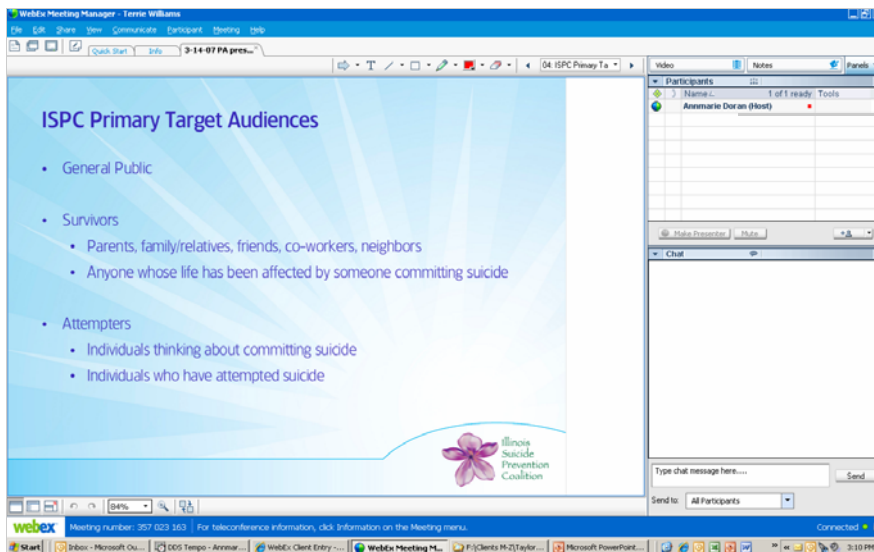 WebEx Meeting Manager - Terrie Williams
File Edit Share View Communicate Participant Meeting Help
Quick Start Info 3-14-07 PA pres...
T 04: ISPC Primary Ta
Video Notes Panels
Participants
Name 1 of 1 ready Tools
Annmarie Doran (Host)
Make Presenter Mute
Chat
ISPC Primary Target Audiences
• General Public
• Survivors
• Parents, family/relatives, friends, co-workers, neighbors
• Anyone whose life has been affected by someone committing suicide
• Attempters
• Individuals thinking about committing suicide
• Individuals who have attempted suicide
Illinois
Suicide
Prevention
Coalition
Type chat message here....
Send
Send to: All Participants
84%
webex Meeting number: 357 023 163 For teleconference information, click Information on the Meeting menu. Connected
Start Inbox - Microsoft Ou... DDS Tempo - Annmar... WebEx Client Entry -... WebEx Meeting M... F:\Clients M-Z\Taylor... Microsoft PowerPoint... 3:10 PM